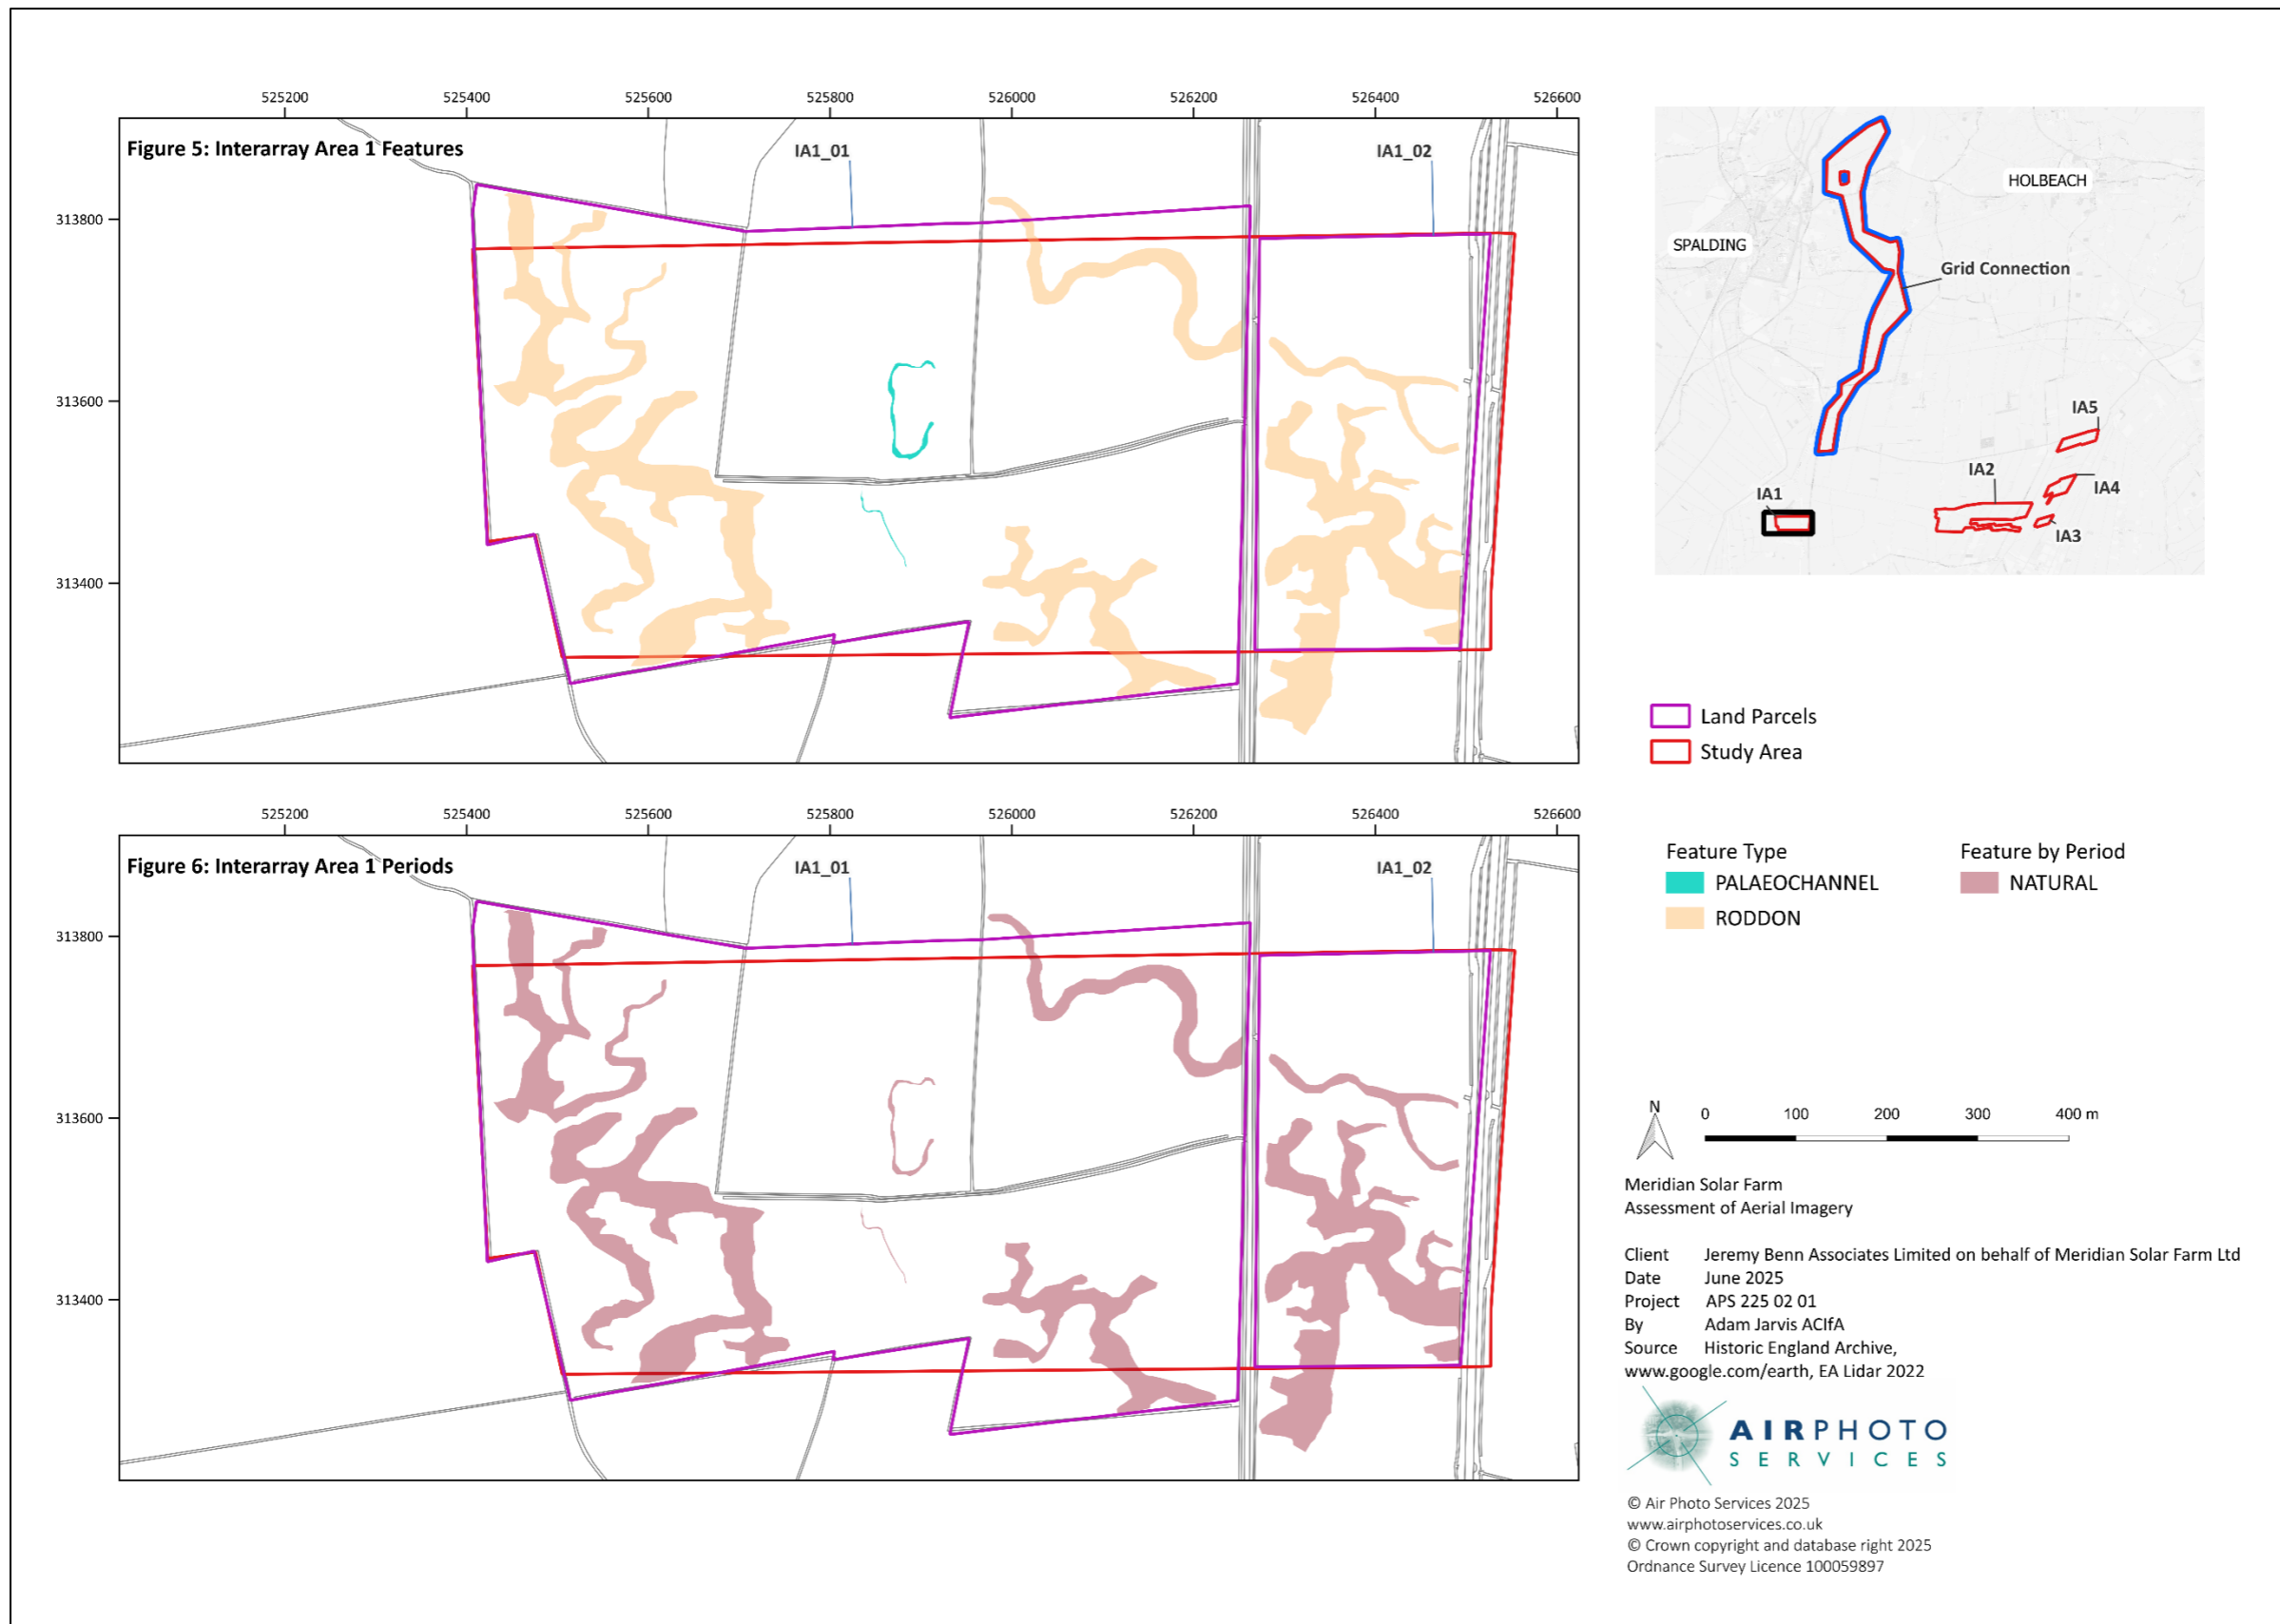 525200 525400 525600 525800 526000 526200 526400 526600
Figure 5: Interarray Area 1 Features
IA1_01
IA1_02
313800
313600
313400
525200 525400 525600 525800 526000 526200 526400 526600
Figure 6: Interarray Area 1 Periods
IA1_01
IA1_02
313800
313600
313400
HOLBEACH
SPALDING
Grid Connection
IA5
IA2
IA4
IA1
IA3
Land Parcels
Study Area
Feature Type
PALAEOCHANNEL
RODDON
Feature by Period
NATURAL
N
0 100 200 300 400 m
Meridian Solar Farm
Assessment of Aerial Imagery
Client Jeremy Benn Associates Limited on behalf of Meridian Solar Farm Ltd
Date June 2025
Project APS 225 02 01
By Adam Jarvis ACIfA
Source Historic England Archive,
www.google.com/earth, EA Lidar 2022
AIRPHOTO
SERVICES
© Air Photo Services 2025
www.airphotoservices.co.uk
© Crown copyright and database right 2025
Ordnance Survey Licence 100059897